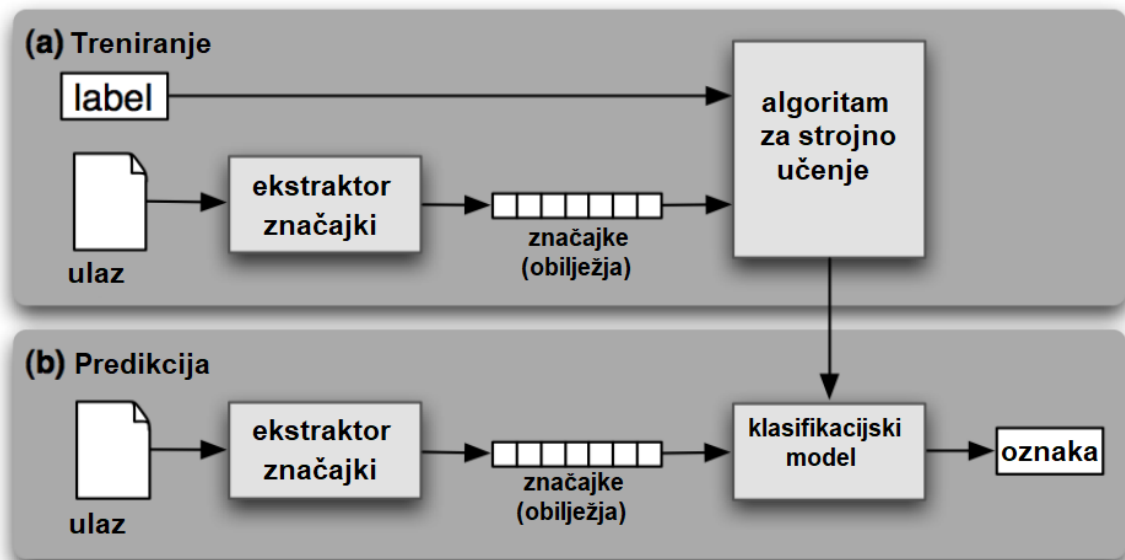 (a) Treniranje
label
algoritam
za strojno
učenje
ekstraktor
značajki
značajke
(obilježja)
ulaz
(b) Predikcija
ekstraktor
značajki
klasifikacijski
model
oznaka
značajke
(obilježja)
ulaz